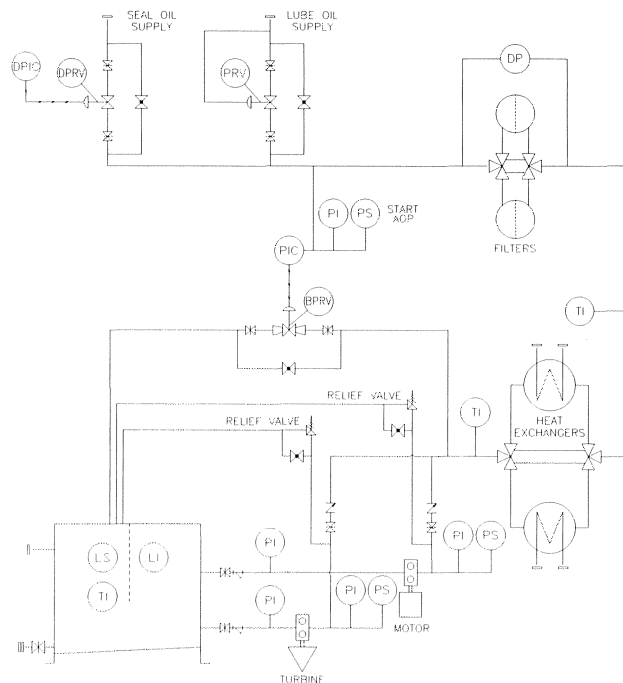 SEAL OIL
SUPPLY
LUBE OIL
SUPPLY
DPIC
DPRV
PRV
DP
PI
PS
START
AOP
FILTERS
PIC
BPRV
TI
RELIEF VALVE
RELIEF VALVE
TI
HEAT
EXCHANGERS
LS
LI
TI
PI
PI
PS
PI
PI
PS
MOTOR
TURBINE